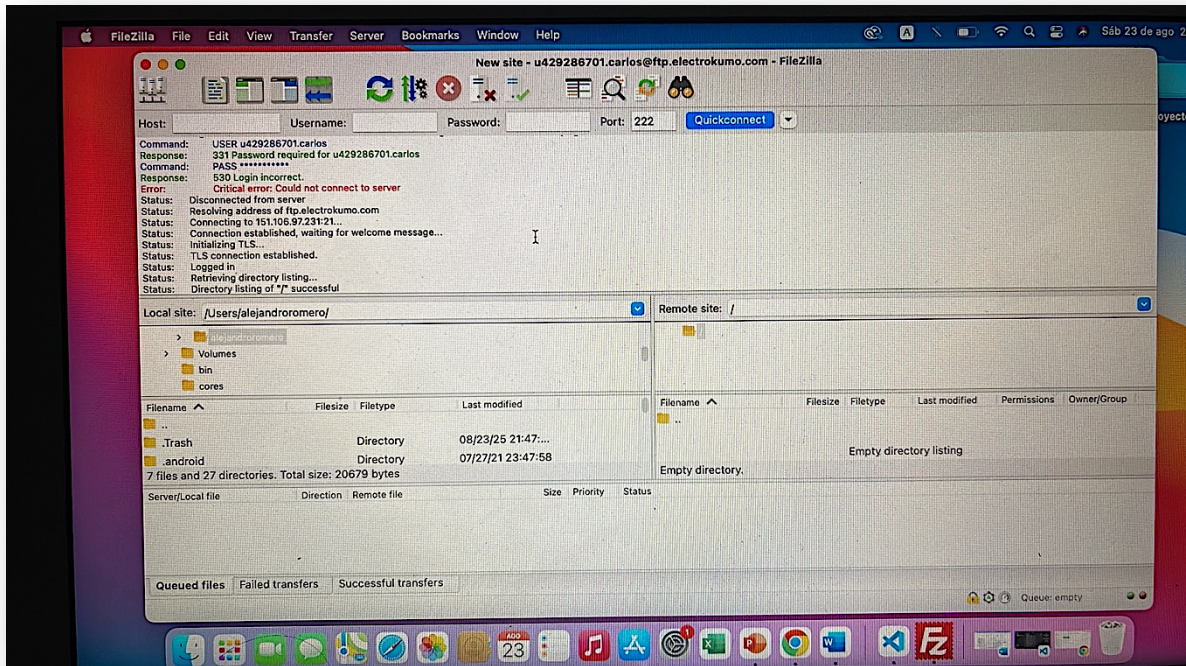 FileZilla File Edit View Transfer Server Bookmarks Window Help A Sáb 23 de ago 2
New site - u429286701.carlos@ftp.electrokumo.com - FileZilla
Host: Username: Password: Port: 222 Quickconnect
oyect
Command: USER u429286701.carlos
Response: 331 Password required for u429286701.carlos
Command: PASS ***********
Response: 530 Login incorrect.
Error: Critical error: Could not connect to server
Status: Disconnected from server
Status: Resolving address of ftp.electrokumo.com
Status: Connecting to 151.106.97.231:21...
Status: Connection established, waiting for welcome message...
Status: Initializing TLS...
Status: TLS connection established.
Status: Logged in
Status: Retrieving directory listing...
Status: Directory listing of "/" successful
Local site: /Users/alejandroromero/
Remote site: /
alejandroromero
/
Volumes
bin
cores
Filename Filesize Filetype Last modified
..
.Trash Directory 08/23/25 21:47:...
.android Directory 07/27/21 23:47:58
7 files and 27 directories. Total size: 20679 bytes
Filename Filesize Filetype Last modified Permissions Owner/Group
..
Empty directory listing
Empty directory.
Server/Local file Direction Remote file Size Priority Status
Queued files Failed transfers Successful transfers
Queue: empty
AGO
23
1
X
P
W
Fz